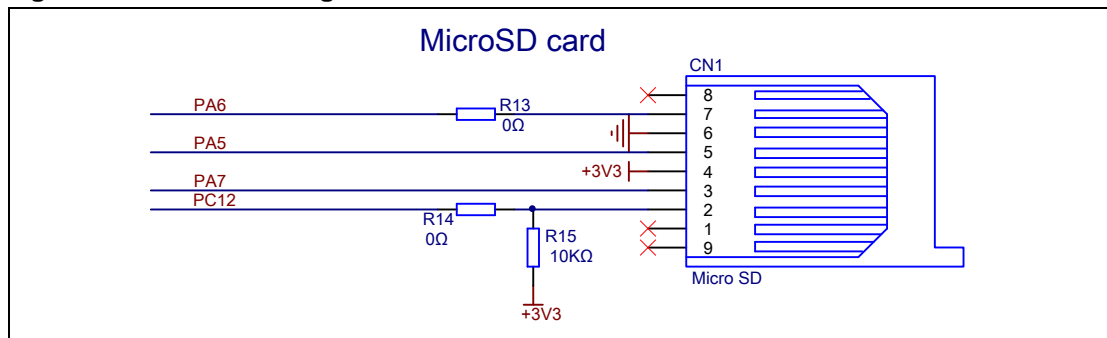 MicroSD card
CN1
8
PA6
R13
0Ω
7
6
PA5
5
+3V3
4
PA7
3
PC12
R14
0Ω
2
R15
10KΩ
1
9
Micro SD
+3V3